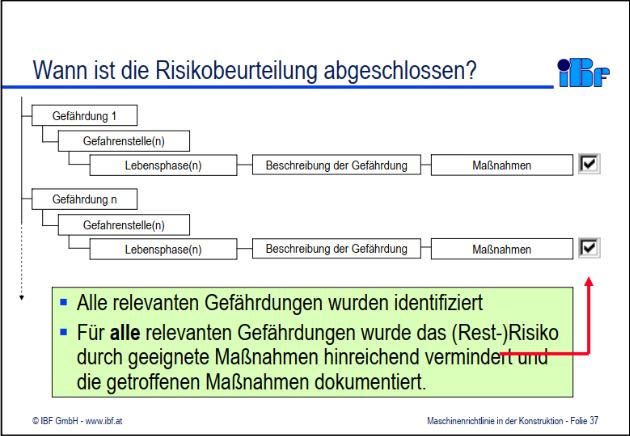 Wann ist die Risikobeurteilung abgeschlossen?
iBF
Gefährdung 1
Gefahrenstelle(n)
Lebensphase(n) Beschreibung der Gefährdung Maßnahmen
Gefährdung n
Gefahrenstelle(n)
Lebensphase(n) Beschreibung der Gefährdung Maßnahmen
Alle relevanten Gefährdungen wurden identifiziert
Für alle relevanten Gefährdungen wurde das (Rest-)Risiko
durch geeignete Maßnahmen hinreichend vermindert und
die getroffenen Maßnahmen dokumentiert.
© IBF GmbH - www.ibf.at Maschinenrichtlinie in der Konstruktion - Folie 37